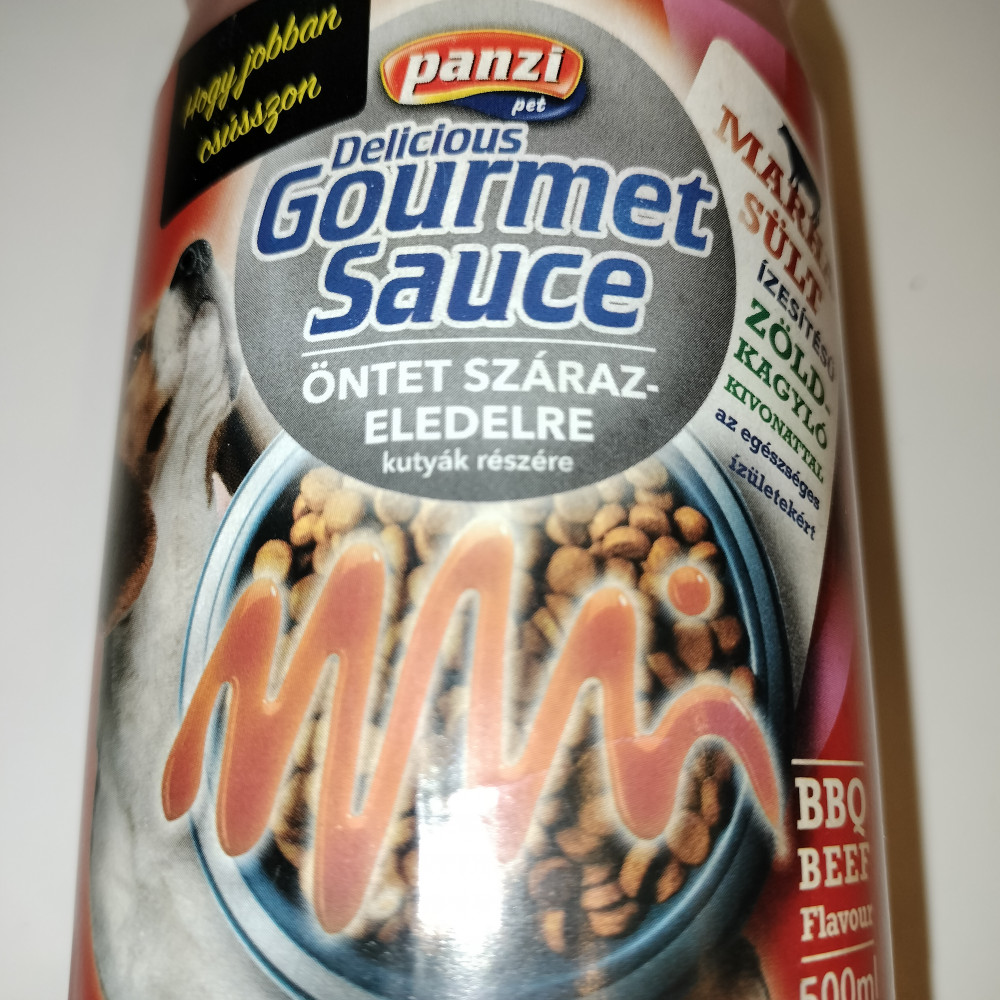 Hogy jobban
csússzon
panzi
pet
Delicious
Gourmet
Sauce
ÖNTET SZÁRAZ-
ELEDELRE
kutyák részére
MARHA
SÜLT
ÍZESÍTÉSŰ
ZÖLD-
KAGYLÓ
KIVONATTAL
az egészséges
ízületekért
BBQ
BEEF
Flavour
500ml